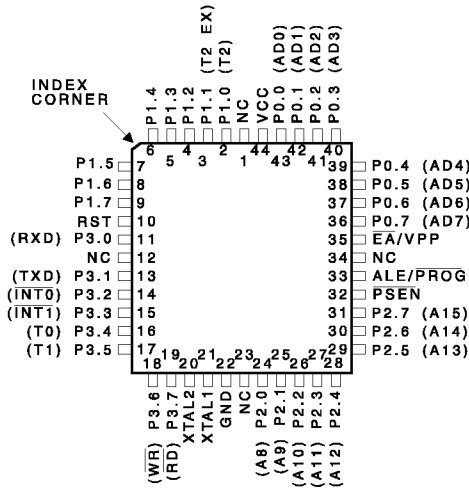 INDEX
CORNER
P1.4
P1.3
P1.2
P1.1 (T2 EX)
P1.0 (T2)
NC
VCC
P0.0 (AD0)
P0.1 (AD1)
P0.2 (AD2)
P0.3 (AD3)
6
5
4
3
2
1
44
43
42
41
40
P1.5 7
P1.6 8
P1.7 9
RST 10
(RXD) P3.0 11
NC 12
(TXD) P3.1 13
(INT0) P3.2 14
(INT1) P3.3 15
(T0) P3.4 16
(T1) P3.5 17
39 P0.4 (AD4)
38 P0.5 (AD5)
37 P0.6 (AD6)
36 P0.7 (AD7)
35 EA/VPP
34 NC
33 ALE/PROG
32 PSEN
31 P2.7 (A15)
30 P2.6 (A14)
29 P2.5 (A13)
18
19
20
21
22
23
24
25
26
27
28
(WR) P3.6
(RD) P3.7
XTAL2
XTAL1
GND
NC
(A8) P2.0
(A9) P2.1
(A10) P2.2
(A11) P2.3
(A12) P2.4